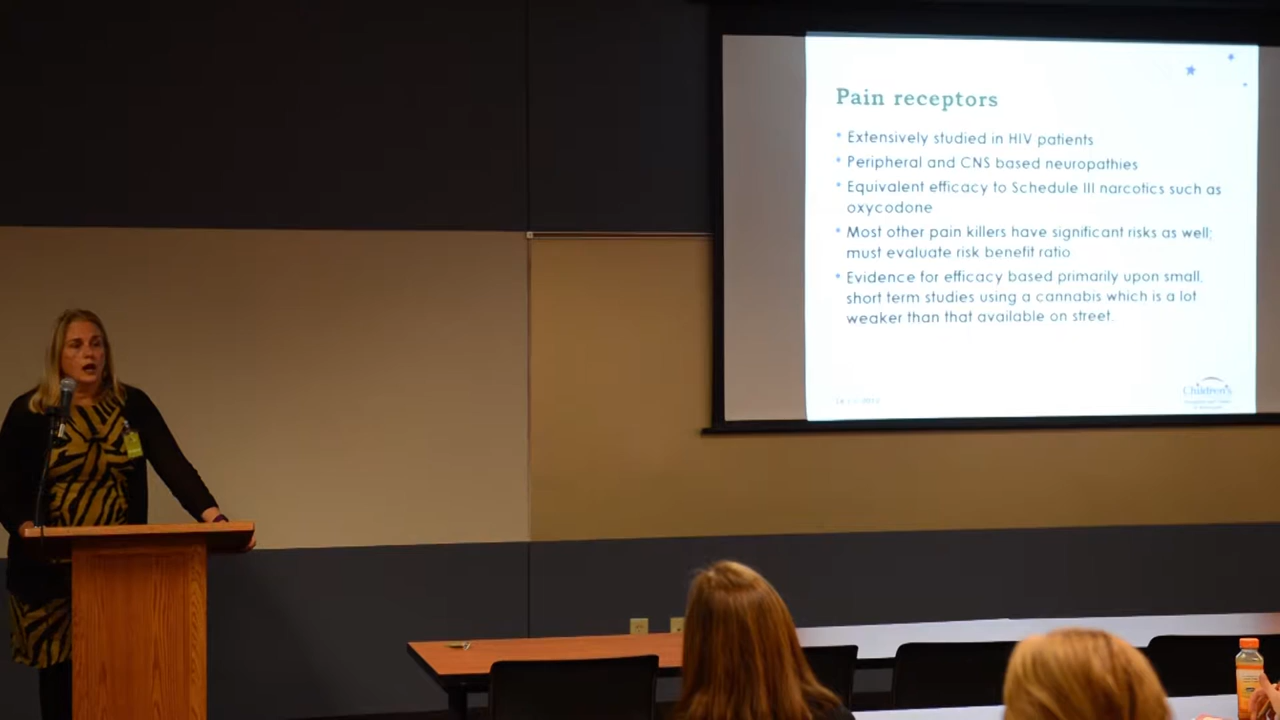 Pain receptors
* Extensively studied in HIV patients
* Peripheral and CNS based neuropathies
* Equivalent efficacy to Schedule III narcotics such as
oxycodone
* Most other pain killers have significant risks as well;
must evaluate risk benefit ratio
* Evidence for efficacy based primarily upon small,
short term studies using a cannabis which is a lot
weaker than that available on street.
Children's